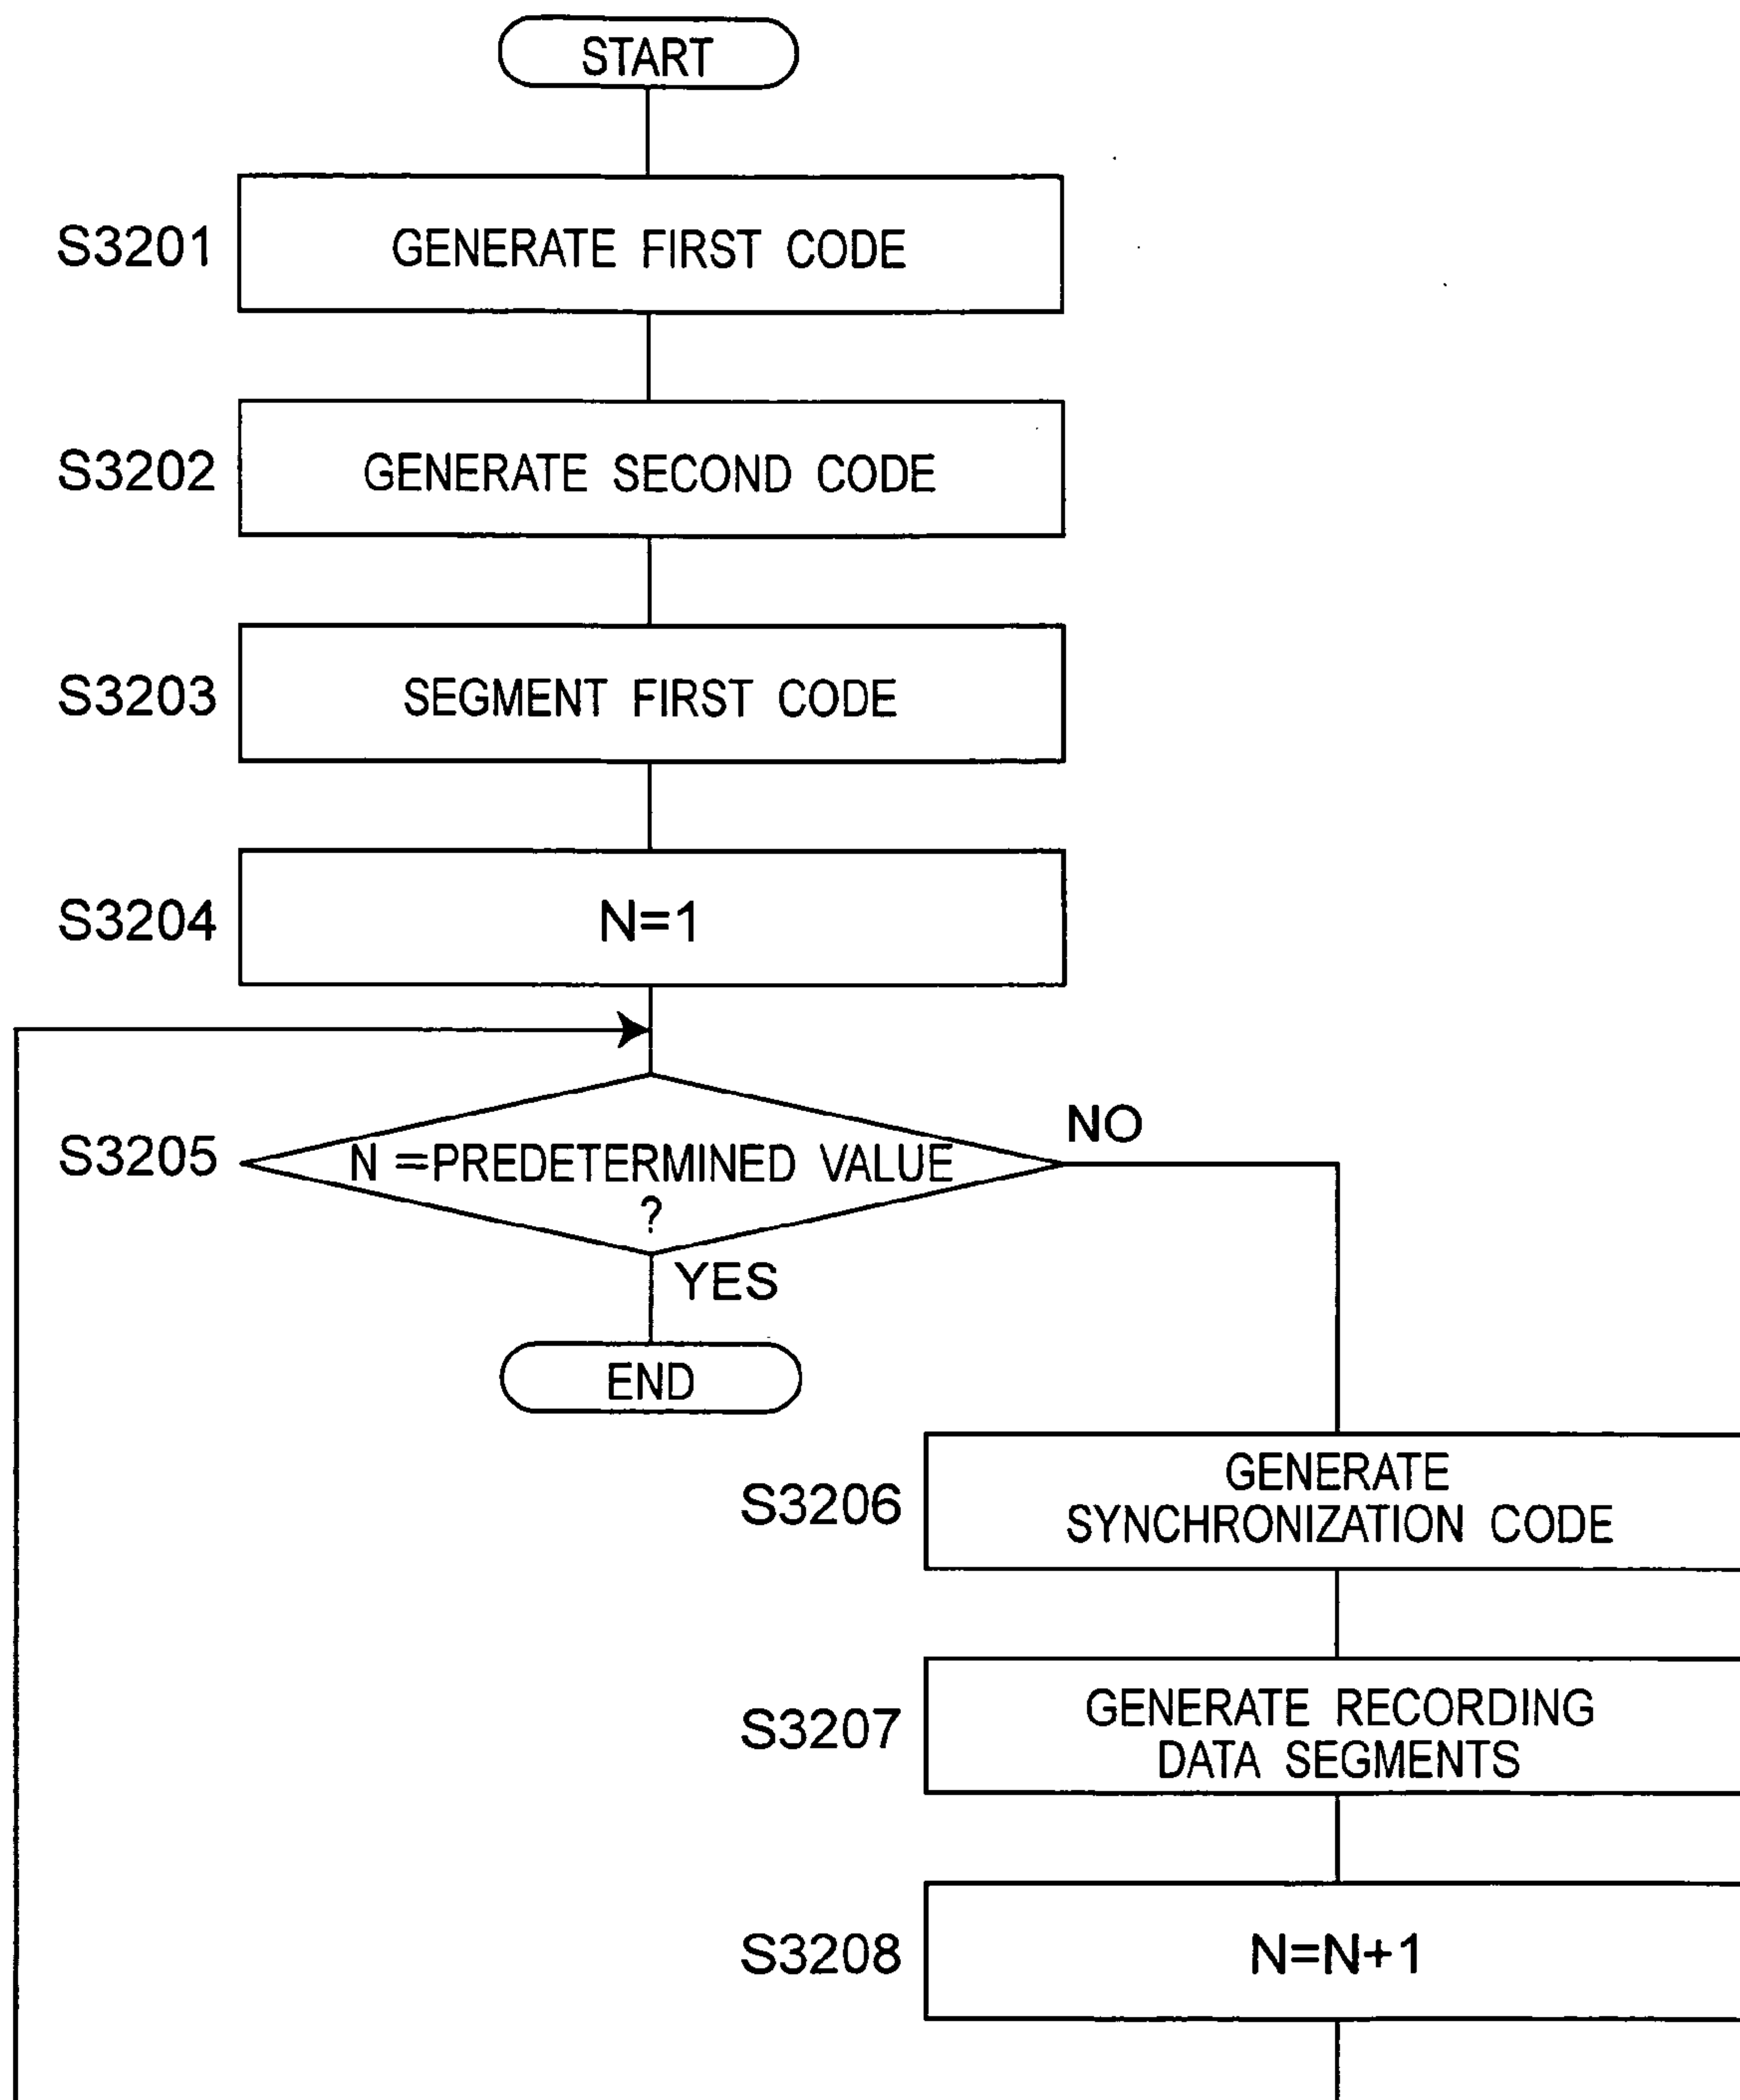 START
S3201
GENERATE FIRST CODE
S3202
GENERATE SECOND CODE
S3203
SEGMENT FIRST CODE
S3204
N=1
S3205
N =PREDETERMINED VALUE
?
NO
YES
END
S3206
GENERATE
SYNCHRONIZATION CODE
S3207
GENERATE RECORDING
DATA SEGMENTS
S3208
N=N+1